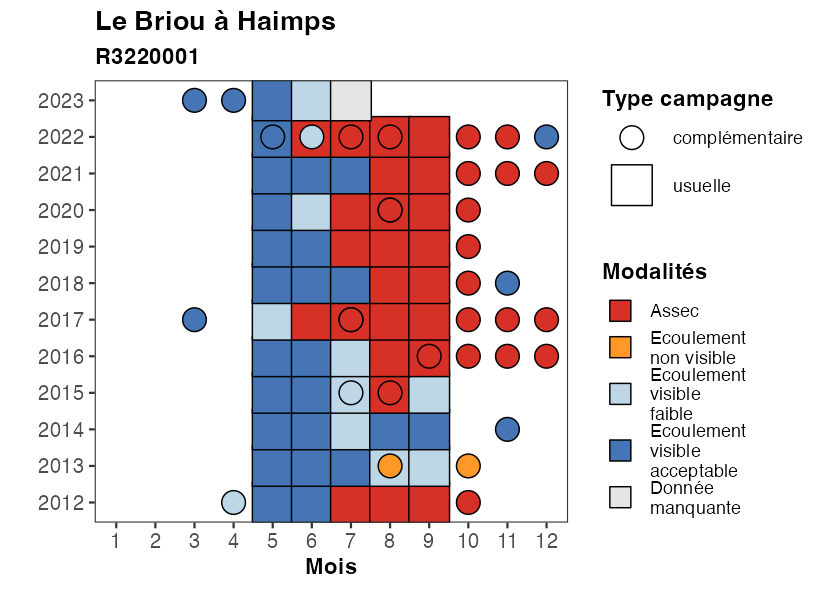 Le Briou à Haimps
R3220001
2023
2022
2021
2020
2019
2018
2017
2016
2015
2014
2013
2012
1 2 3 4 5 6 7 8 9 10 11 12
Mois
Type campagne
complémentaire
usuelle
Modalités
Assec
Ecoulement
non visible
Ecoulement
visible
faible
Ecoulement
visible
acceptable
Donnée
manquante